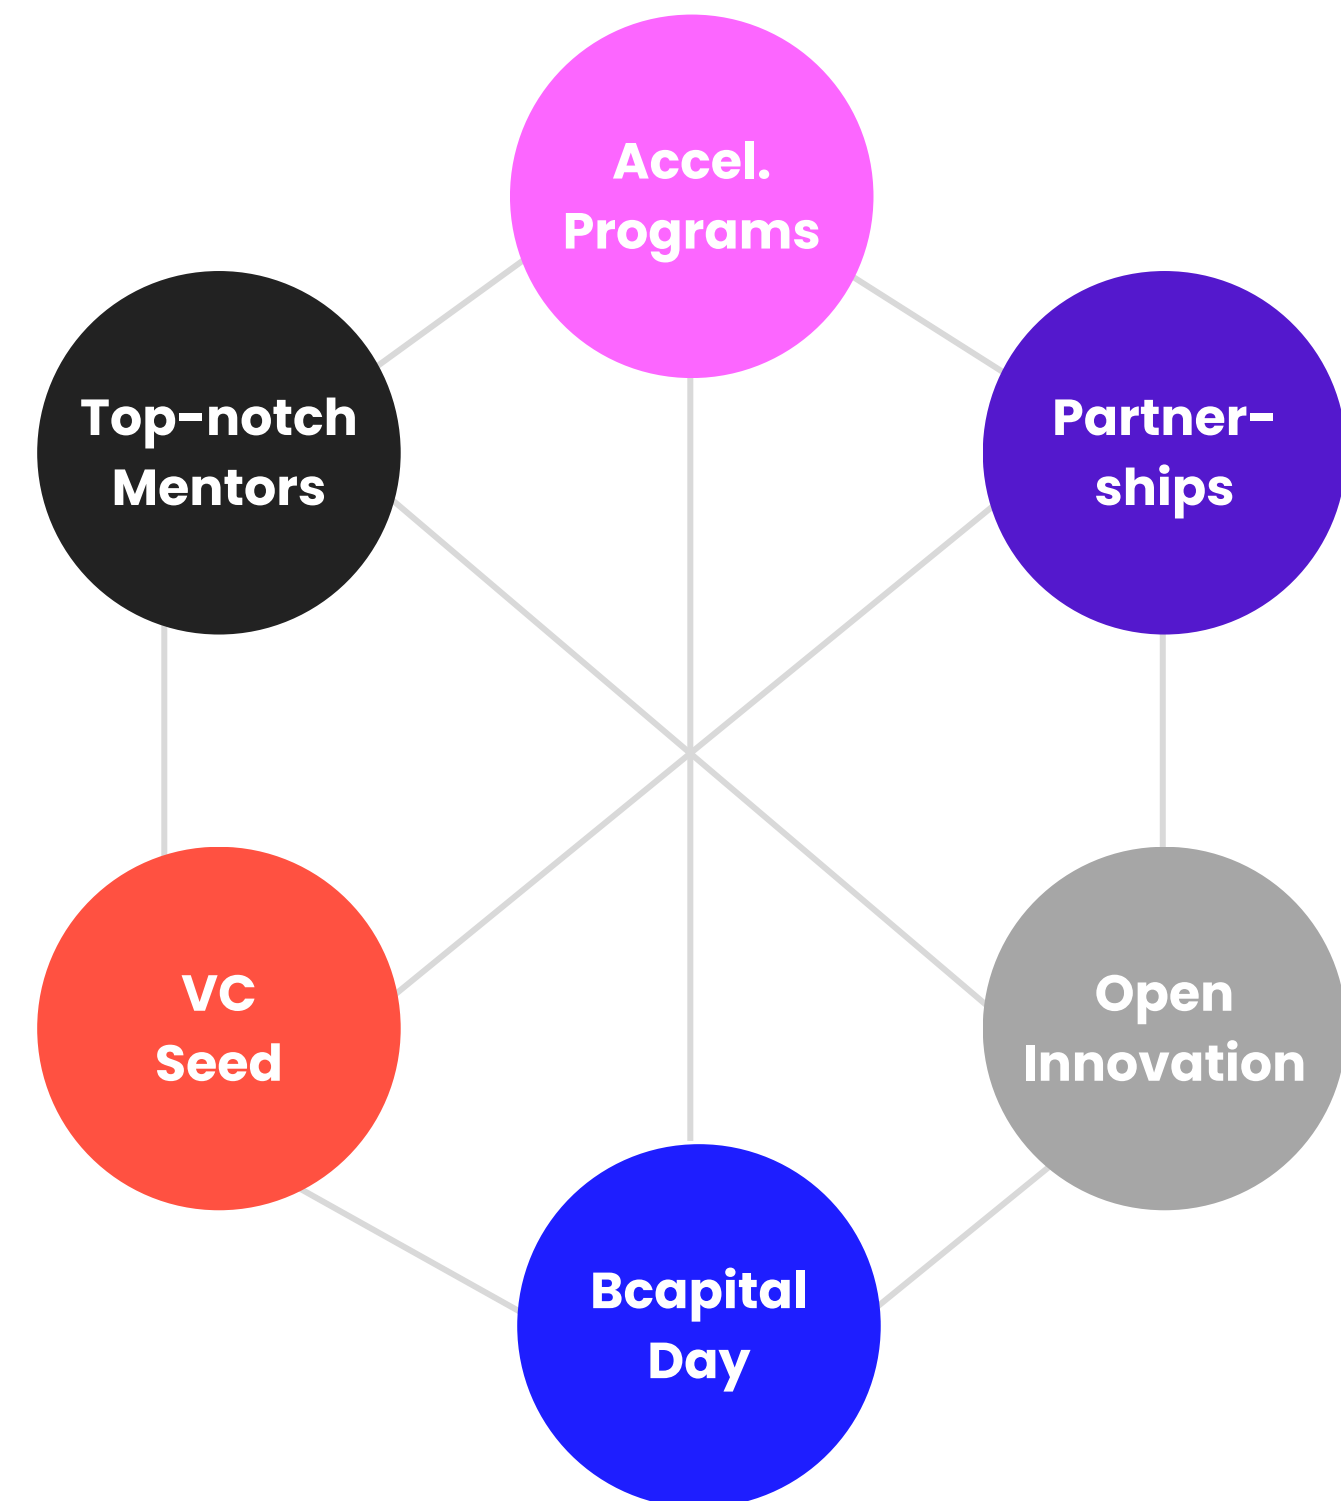 Accel.
Programs
Top-notch
Mentors
Partner-
ships
VC
Seed
Open
Innovation
Bcapital
Day